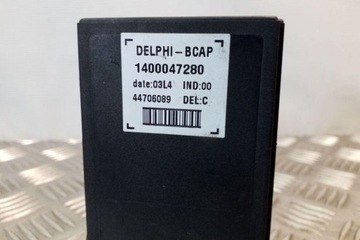 DELPHI-BCAP
1400047280
date:03L4 IND:00
44706089 DEL:C